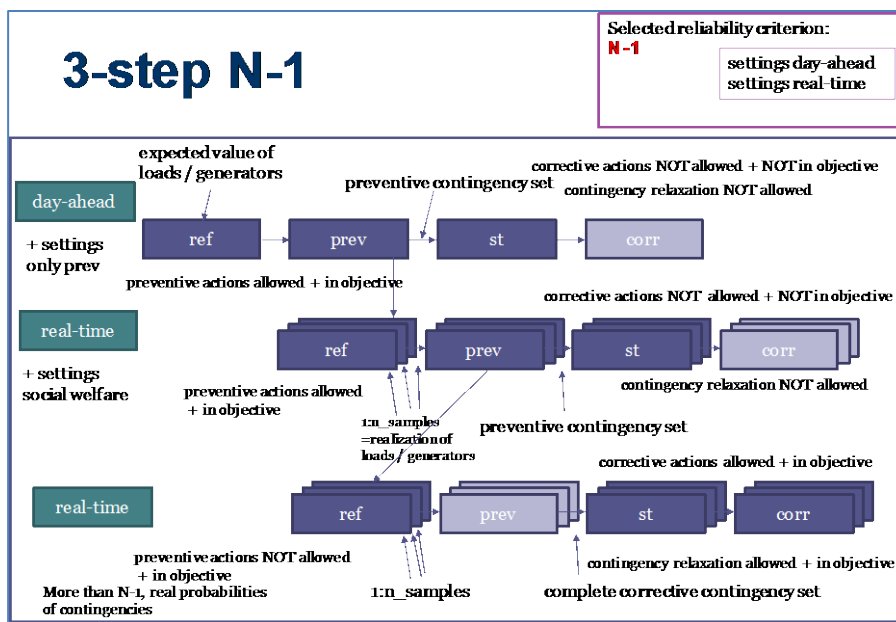 3-step N-1
Selected reliability criterion:
N-1
settings day-ahead
settings real-time
expected value of
loads / generators
corrective actions NOT allowed + NOT in objective
preventive contingency set
contingency relaxation NOT allowed
day-ahead
ref
prev
st
corr
+ settings
only prev
preventive actions allowed + in objective
corrective actions NOT allowed + NOT in objective
real-time
ref
prev
st
corr
+ settings
social welfare
preventive actions allowed
+ in objective
contingency relaxation NOT allowed
1:n_samples
=realization of
loads / generators
preventive contingency set
corrective actions allowed + in objective
real-time
ref
prev
st
corr
preventive actions NOT allowed
+ in objective
contingency relaxation allowed + in objective
More than N-1, real probabilities
of contingencies
1:n_samples
complete corrective contingency set